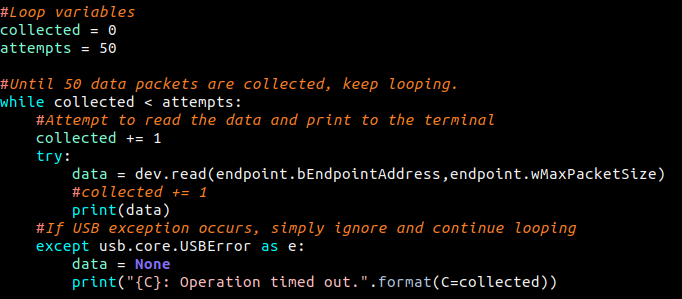 #Loop variables
collected = 0
attempts = 50

#Until 50 data packets are collected, keep looping.
while collected < attempts:
    #Attempt to read the data and print to the terminal
    collected += 1
    try:
        data = dev.read(endpoint.bEndpointAddress,endpoint.wMaxPacketSize)
        #collected += 1
        print(data)
    #If USB exception occurs, simply ignore and continue looping
    except usb.core.USBError as e:
        data = None
        print("{C}: Operation timed out.".format(C=collected))